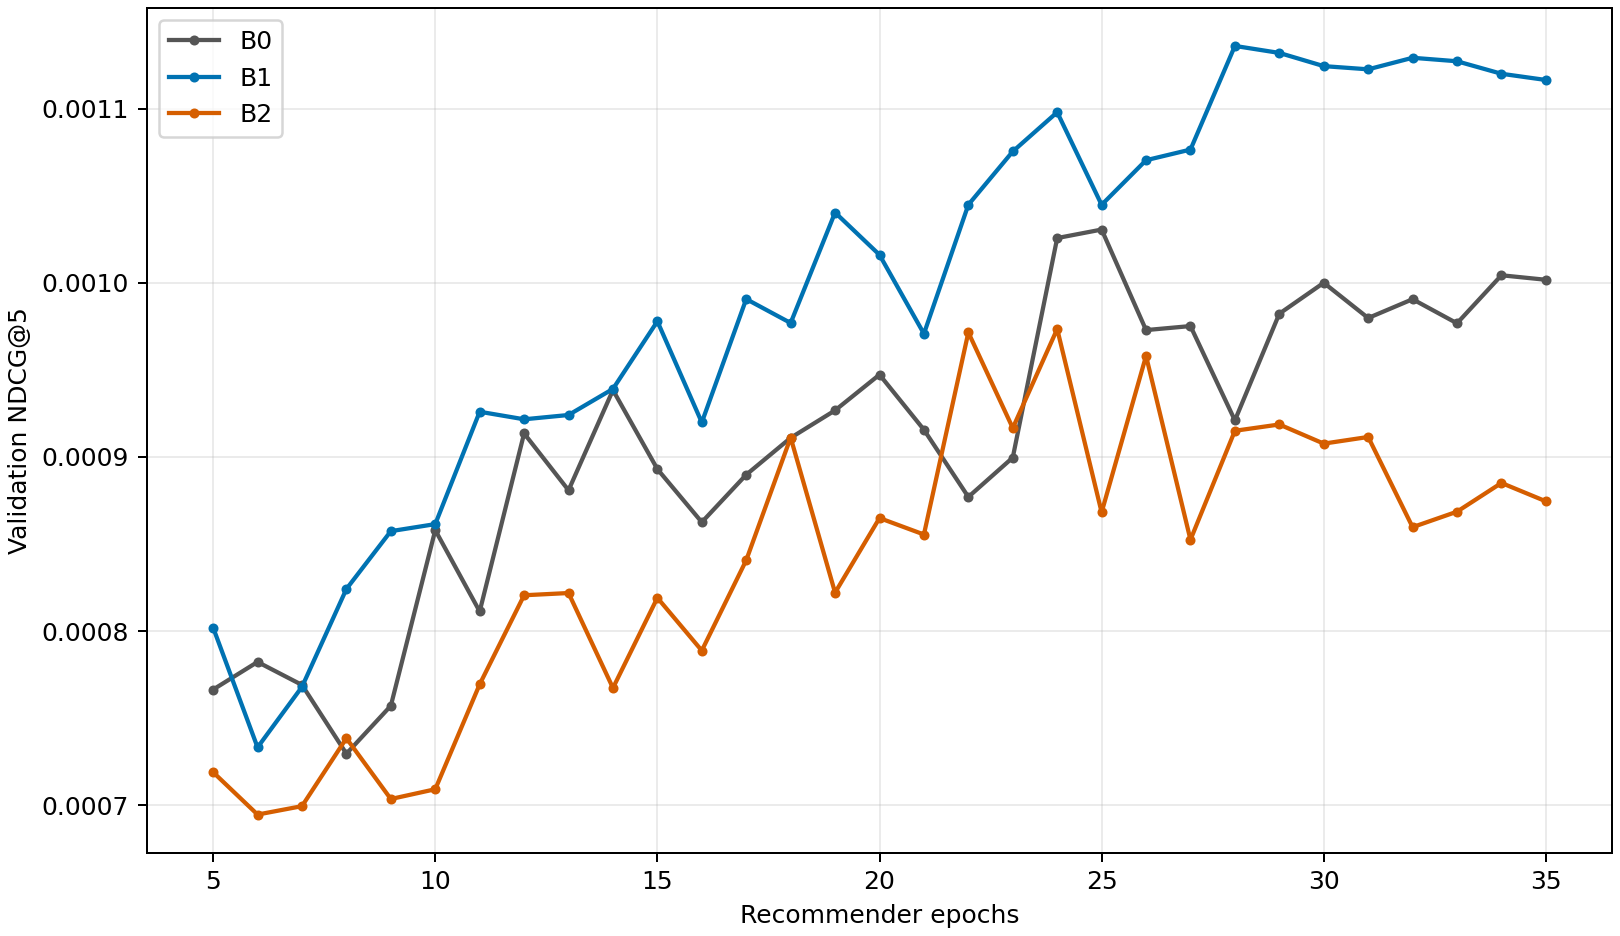 B0
B1
B2
0.0011
0.0010
0.0009
0.0008
0.0007
Validation NDCG@5
5 10 15 20 25 30 35
Recommender epochs